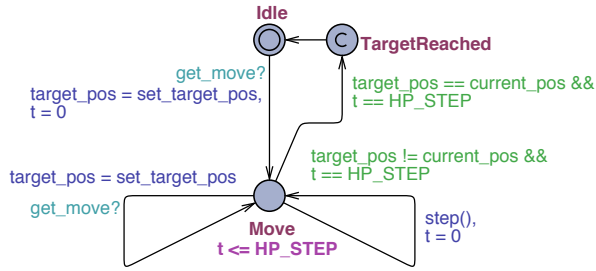 Idle
C
TargetReached
get_move?
target_pos = set_target_pos,
t = 0
target_pos == current_pos &&
t == HP_STEP
target_pos != current_pos &&
t == HP_STEP
target_pos = set_target_pos
get_move?
Move
t <= HP_STEP
step(),
t = 0